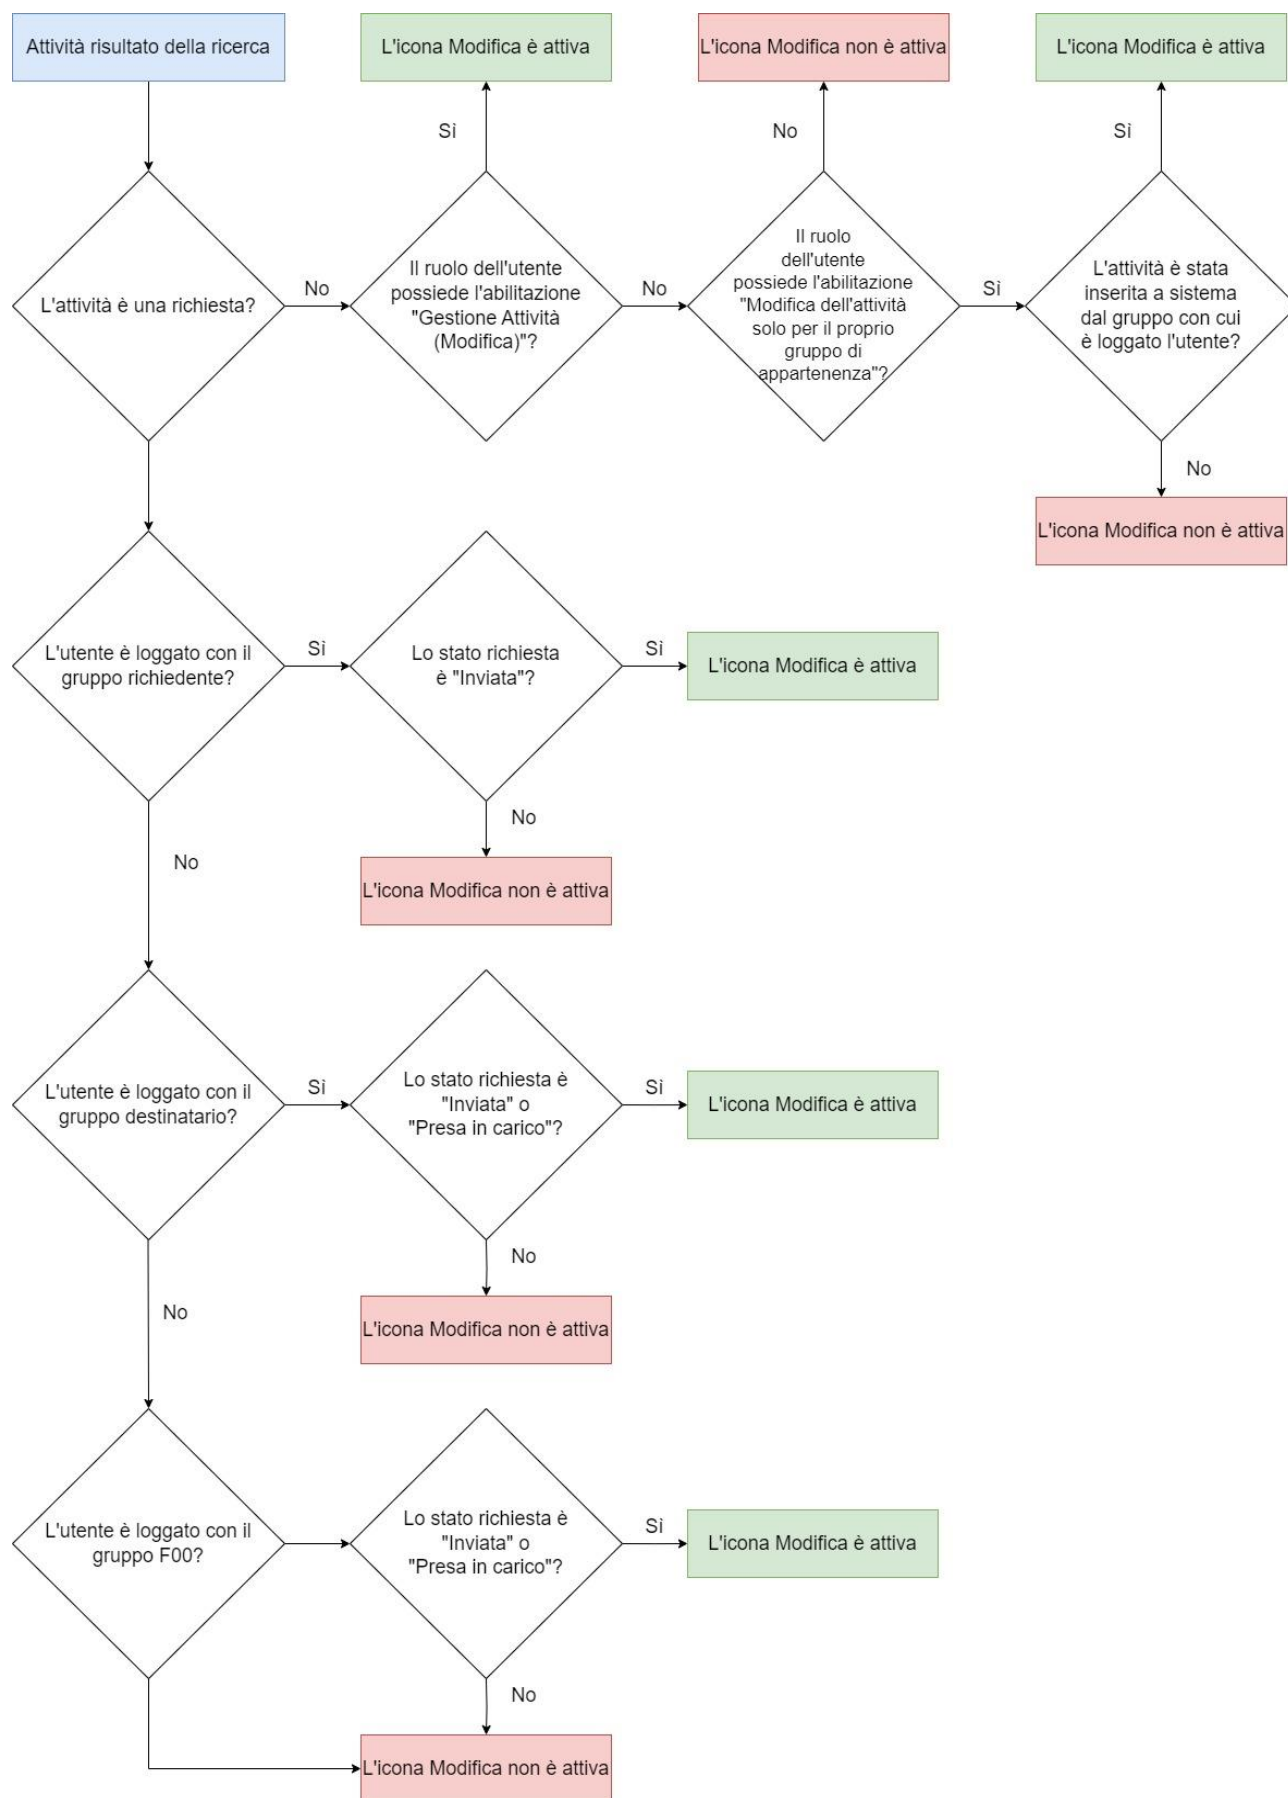 Attività risultato della ricerca
L'icona Modifica è attiva
L'icona Modifica non è attiva
L'icona Modifica è attiva
Sì
No
Sì
L'attività è una richiesta?
No
Il ruolo dell'utente
possiede l'abilitazione
"Gestione Attività
(Modifica)"?
No
Il ruolo
dell'utente
possiede l'abilitazione
"Modifica dell'attività
solo per il proprio
gruppo di
appartenenza"?
Sì
L'attività è stata
inserita a sistema
dal gruppo con cui
è loggato l'utente?
No
L'icona Modifica non è attiva
L'utente è loggato con il
gruppo richiedente?
Sì
Lo stato richiesta
è "Inviata"?
Sì
L'icona Modifica è attiva
No
No
L'icona Modifica non è attiva
L'utente è loggato con il
gruppo destinatario?
Sì
Lo stato richiesta è
"Inviata" o
"Presa in carico"?
Sì
L'icona Modifica è attiva
No
No
L'icona Modifica non è attiva
L'utente è loggato con il
gruppo F00?
Lo stato richiesta è
"Inviata" o
"Presa in carico"?
Sì
L'icona Modifica è attiva
No
L'icona Modifica non è attiva